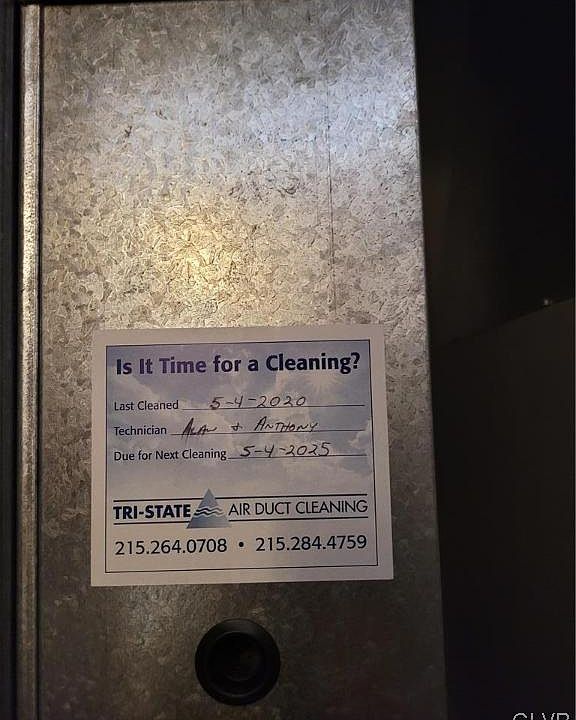 Is It Time for a Cleaning?
Last Cleaned 5-4-2020
Technician Alan + Anthony
Due for Next Cleaning 5-4-2025
TRI-STATE AIR DUCT CLEANING
215.264.0708 • 215.284.4759